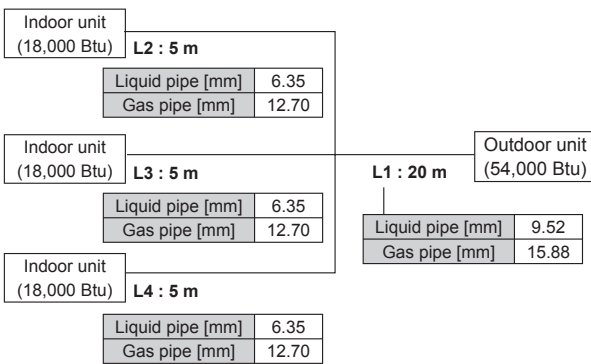 Indoor unit
(18,000 Btu)
L2 : 5 m
Liquid pipe [mm] 6.35
Gas pipe [mm] 12.70
Indoor unit
(18,000 Btu)
L3 : 5 m
Liquid pipe [mm] 6.35
Gas pipe [mm] 12.70
Indoor unit
(18,000 Btu)
L4 : 5 m
Liquid pipe [mm] 6.35
Gas pipe [mm] 12.70
L1 : 20 m
Outdoor unit
(54,000 Btu)
Liquid pipe [mm] 9.52
Gas pipe [mm] 15.88